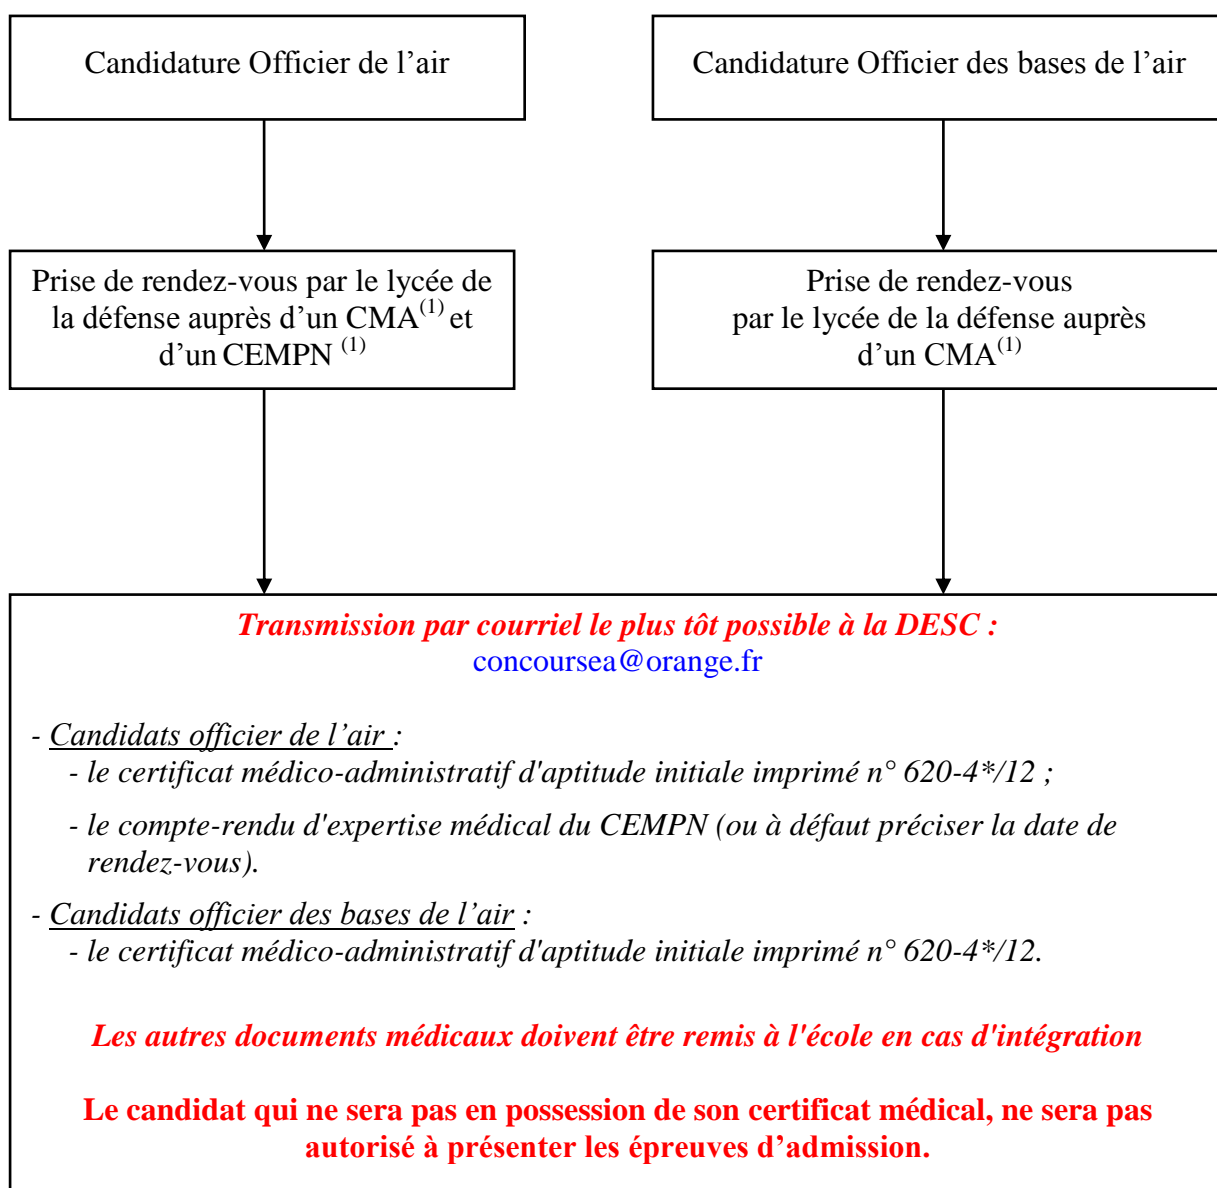 Candidature Officier de l’air
Candidature Officier des bases de l’air
Prise de rendez-vous par le lycée de
la défense auprès d’un CMA(1) et
d’un CEMPN (1)
Prise de rendez-vous
par le lycée de la défense auprès
d’un CMA(1)
Transmission par courriel le plus tôt possible à la DESC :
concoursea@orange.fr
- Candidats officier de l’air :
- le certificat médico-administratif d'aptitude initiale imprimé n° 620-4*/12 ;
- le compte-rendu d'expertise médical du CEMPN (ou à défaut préciser la date de
rendez-vous).
- Candidats officier des bases de l’air :
- le certificat médico-administratif d'aptitude initiale imprimé n° 620-4*/12.
Les autres documents médicaux doivent être remis à l'école en cas d'intégration
Le candidat qui ne sera pas en possession de son certificat médical, ne sera pas
autorisé à présenter les épreuves d’admission.